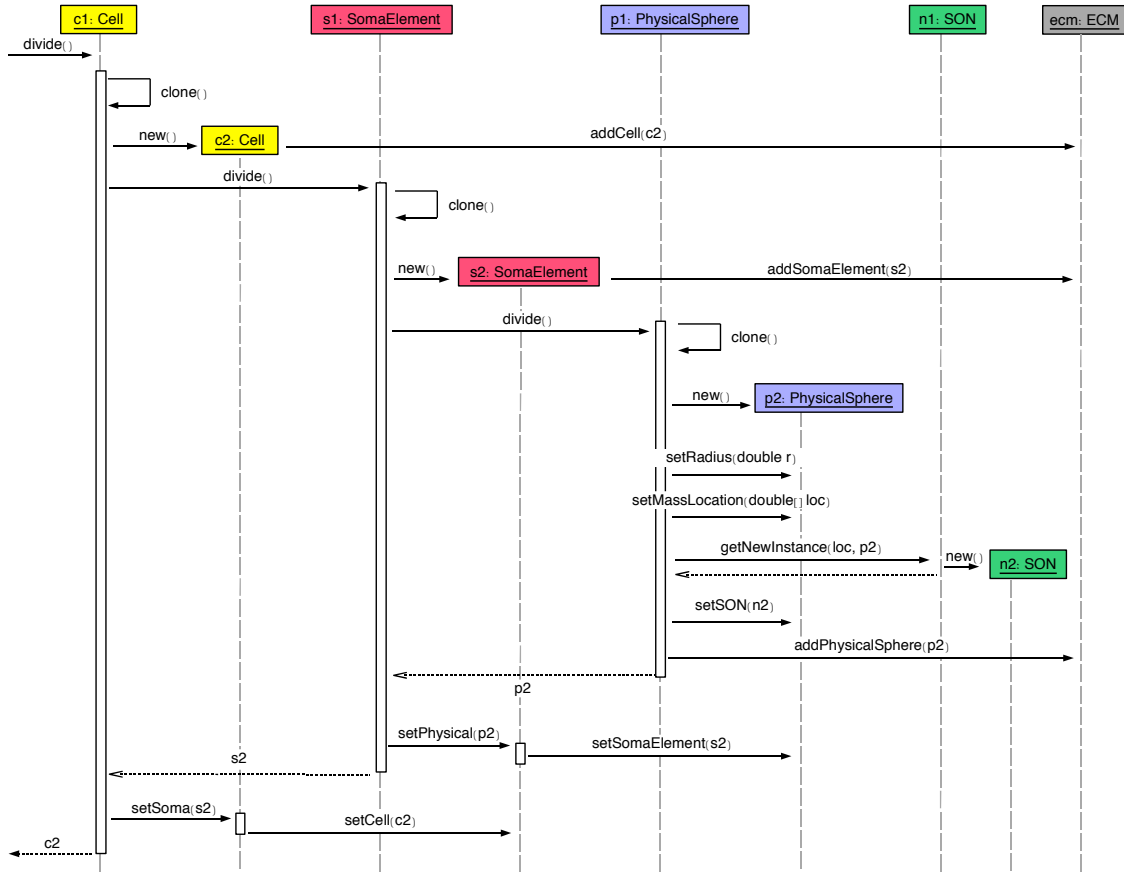 c1: Cell
s1: SomaElement
p1: PhysicalSphere
n1: SON
ecm: ECM
divide()
clone()
new()
c2: Cell
addCell(c2)
divide()
clone()
new()
s2: SomaElement
addSomaElement(s2)
divide()
clone()
new()
p2: PhysicalSphere
setRadius(double r)
setMassLocation(double[] loc)
getNewInstance(loc, p2)
new()
n2: SON
setSON(n2)
addPhysicalSphere(p2)
p2
setPhysical(p2)
setSomaElement(s2)
s2
setSoma(s2)
setCell(c2)
c2